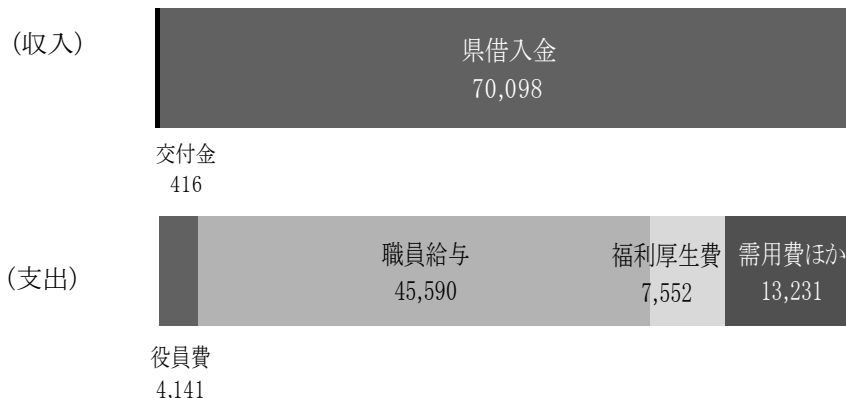 (収入)
県借入金
70,098
交付金
416
(支出)
職員給与
45,590
福利厚生費
7,552
需用費ほか
13,231
役員費
4,141